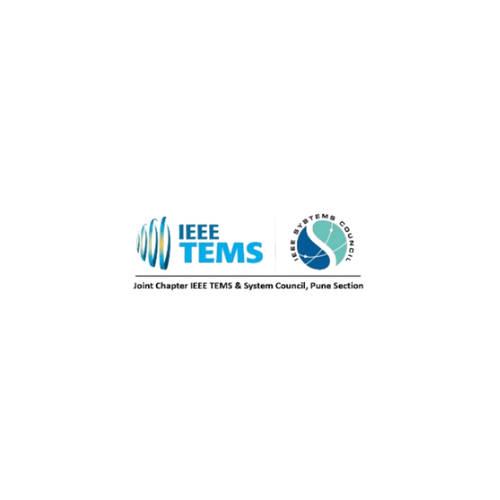 IEEE
TEMS
IEEE SYSTEMS COUNCIL
Joint Chapter IEEE TEMS & System Council, Pune Section